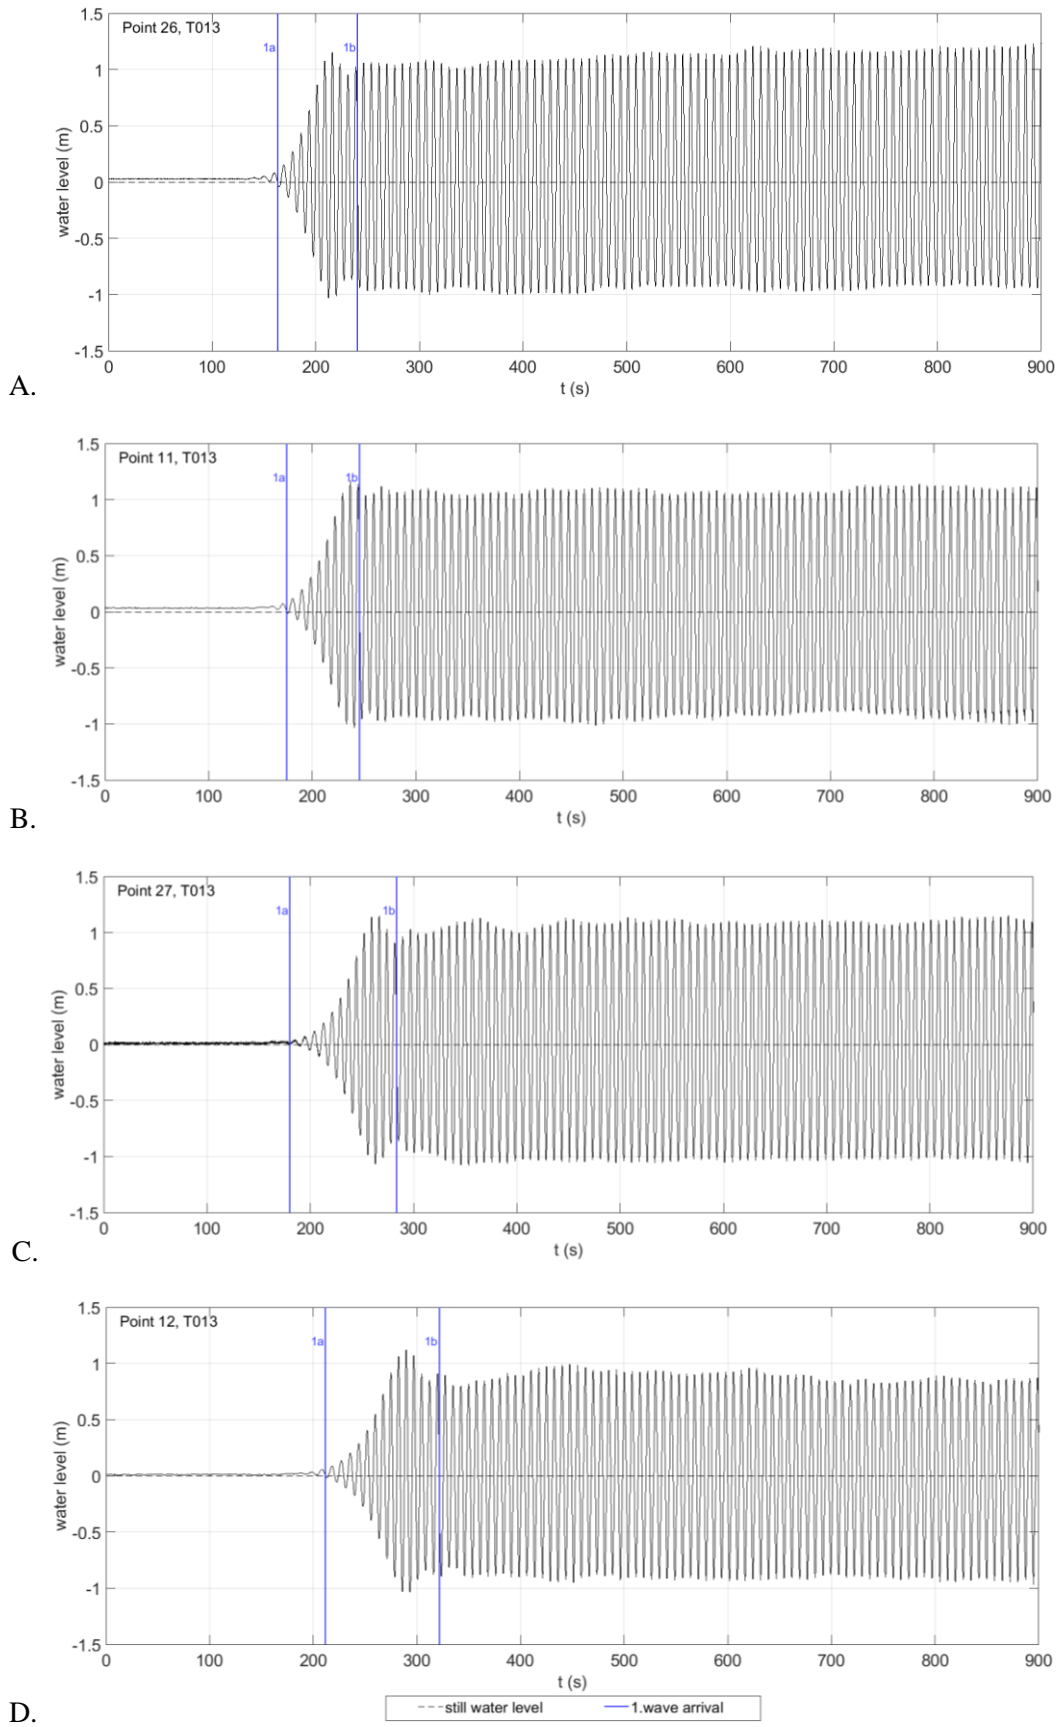 1.5
Point 26, T013
1a
1b
1
0.5
0
-0.5
-1
-1.5
water level (m)
0 100 200 300 400 500 600 700 800 900
t (s)
A.
1.5
Point 11, T013
1a
1b
1
0.5
0
-0.5
-1
-1.5
water level (m)
0 100 200 300 400 500 600 700 800 900
t (s)
B.
1.5
Point 27, T013
1a
1b
1
0.5
0
-0.5
-1
-1.5
water level (m)
0 100 200 300 400 500 600 700 800 900
t (s)
C.
1.5
Point 12, T013
1a
1b
1
0.5
0
-0.5
-1
-1.5
water level (m)
0 100 200 300 400 500 600 700 800 900
t (s)
D.
still water level 1.wave arrival